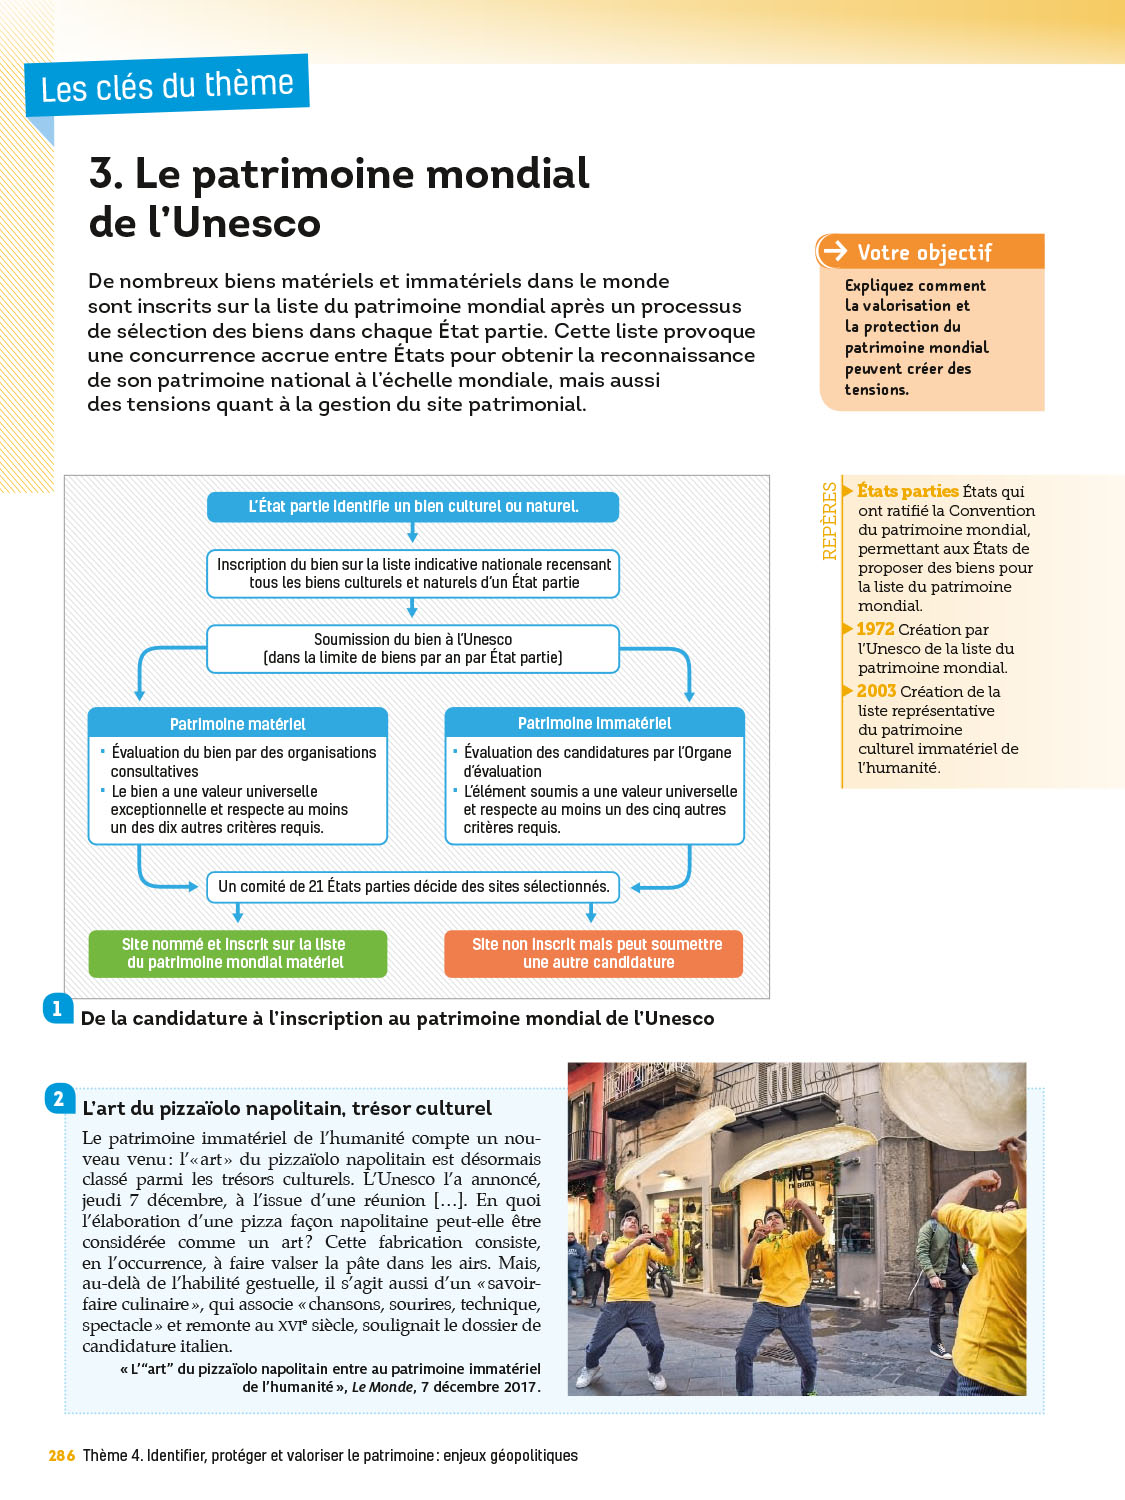 Les clés du thème
3. Le patrimoine mondial
de l'Unesco
De nombreux biens matériels et immatériels dans le monde
sont inscrits sur la liste du patrimoine mondial après un processus
de sélection des biens dans chaque État partie. Cette liste provoque
une concurrence accrue entre États pour obtenir la reconnaissance
de son patrimoine national à l'échelle mondiale, mais aussi
des tensions quant à la gestion du site patrimonial.
→ Votre objectif
Expliquez comment
la valorisation et
la protection du
patrimoine mondial
peuvent créer des
tensions.
L'État partie identifie un bien culturel ou naturel.
Inscription du bien sur la liste indicative nationale recensant
tous les biens culturels et naturels d'un État partie
Soumission du bien à l'Unesco
(dans la limite de biens par an par État partie)
Patrimoine matériel
• Évaluation du bien par des organisations
consultatives
• Le bien a une valeur universelle
exceptionnelle et respecte au moins
un des dix autres critères requis.
Patrimoine immatériel
• Évaluation des candidatures par l'Organe
d'évaluation
• L'élément soumis a une valeur universelle
et respecte au moins un des cinq autres
critères requis.
Un comité de 21 États parties décide des sites sélectionnés.
Site nommé et inscrit sur la liste
du patrimoine mondial matériel
Site non inscrit mais peut soumettre
une autre candidature
1 De la candidature à l'inscription au patrimoine mondial de l'Unesco
REPÈRES
États parties États qui
ont ratifié la Convention
du patrimoine mondial,
permettant aux États de
proposer des biens pour
la liste du patrimoine
mondial.
1972 Création par
l'Unesco de la liste du
patrimoine mondial.
2003 Création de la
liste représentative
du patrimoine
culturel immatériel de
l'humanité.
2 L'art du pizzaïolo napolitain, trésor culturel
Le patrimoine immatériel de l'humanité compte un nou-
veau venu : l'« art » du pizzaïolo napolitain est désormais
classé parmi les trésors culturels. L'Unesco l'a annoncé,
jeudi 7 décembre, à l'issue d'une réunion […]. En quoi
l'élaboration d'une pizza façon napolitaine peut-elle être
considérée comme un art ? Cette fabrication consiste,
en l'occurrence, à faire valser la pâte dans les airs. Mais,
au-delà de l'habilité gestuelle, il s'agit aussi d'un « savoir-
faire culinaire », qui associe « chansons, sourires, technique,
spectacle » et remonte au XVIe siècle, soulignait le dossier de
candidature italien.
« L'“art” du pizzaïolo napolitain entre au patrimoine immatériel
de l'humanité », Le Monde, 7 décembre 2017.
286 Thème 4. Identifier, protéger et valoriser le patrimoine : enjeux géopolitiques